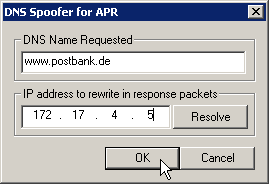 DNS Spoofer for APR
DNS Name Requested
www.postbank.de
IP address to rewrite in response packets
172 . 17 . 4 . 5 Resolve
OK Cancel